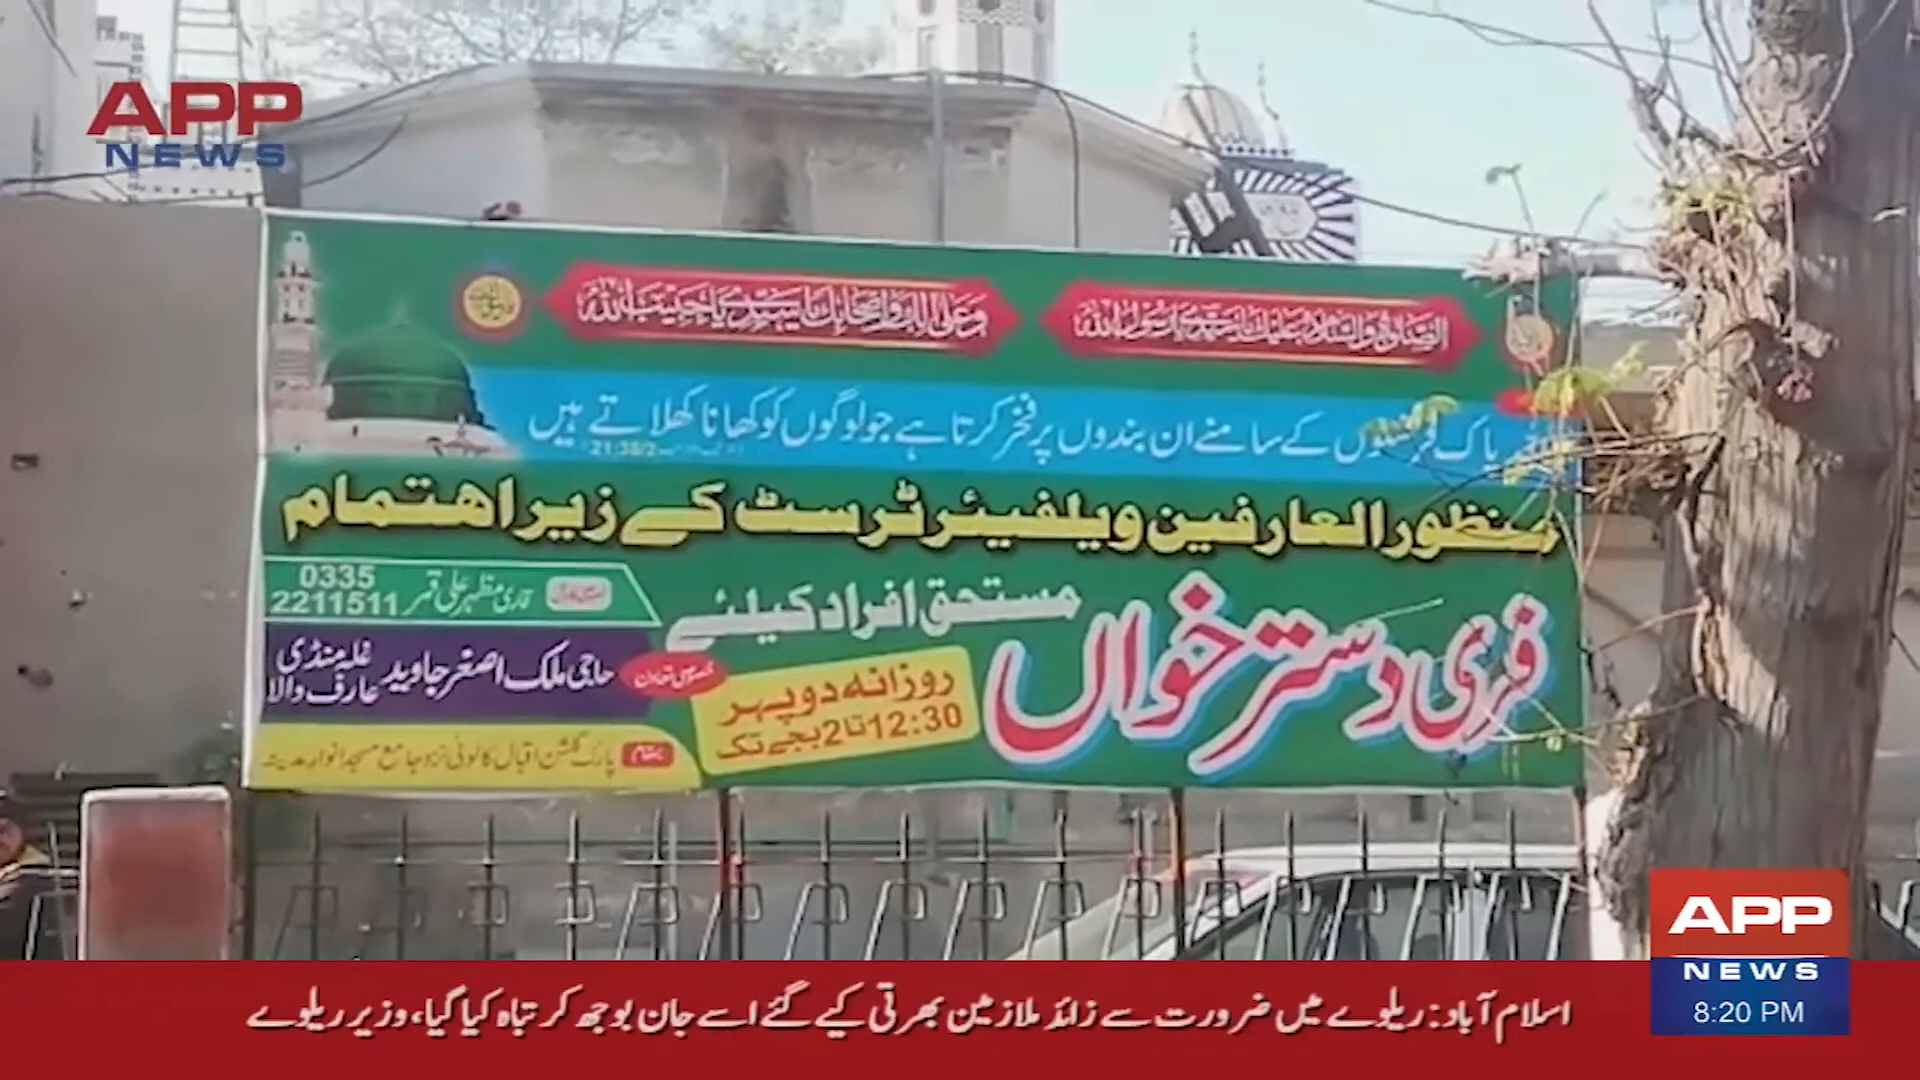 APP
NEWS
الصلوٰۃ والسلام علیک یا سیدی یا رسول اللہ
وعلیٰ آلک واصحابک یا سیدی یا حبیب اللہ
پاک فرشتوں کے سامنے ان بندوں پر فخر کرتا ہے جو لوگوں کو کھانا کھلاتے ہیں
منظور العارفین ویلفیئر ٹرسٹ کے زیر اہتمام
مستحق افراد کیلئے
فری دستر خواں
روزانہ دوپہر
12:30 تا 2 بجے تک
قاری مظہر علی قمر
0335
2211511
خصوصی تعاون
حاجی ملک اصغر جاوید
غلہ منڈی
عارف والا
بمقام
پارک گلشن اقبال کالونی نزد جامع مسجد انوار مدینہ
اسلام آباد: ریلوے میں ضرورت سے زائد ملازمین بھرتی کیے گئے اسے جان بوجھ کر تباہ کیا گیا، وزیر ریلوے
APP
NEWS
8:20 PM